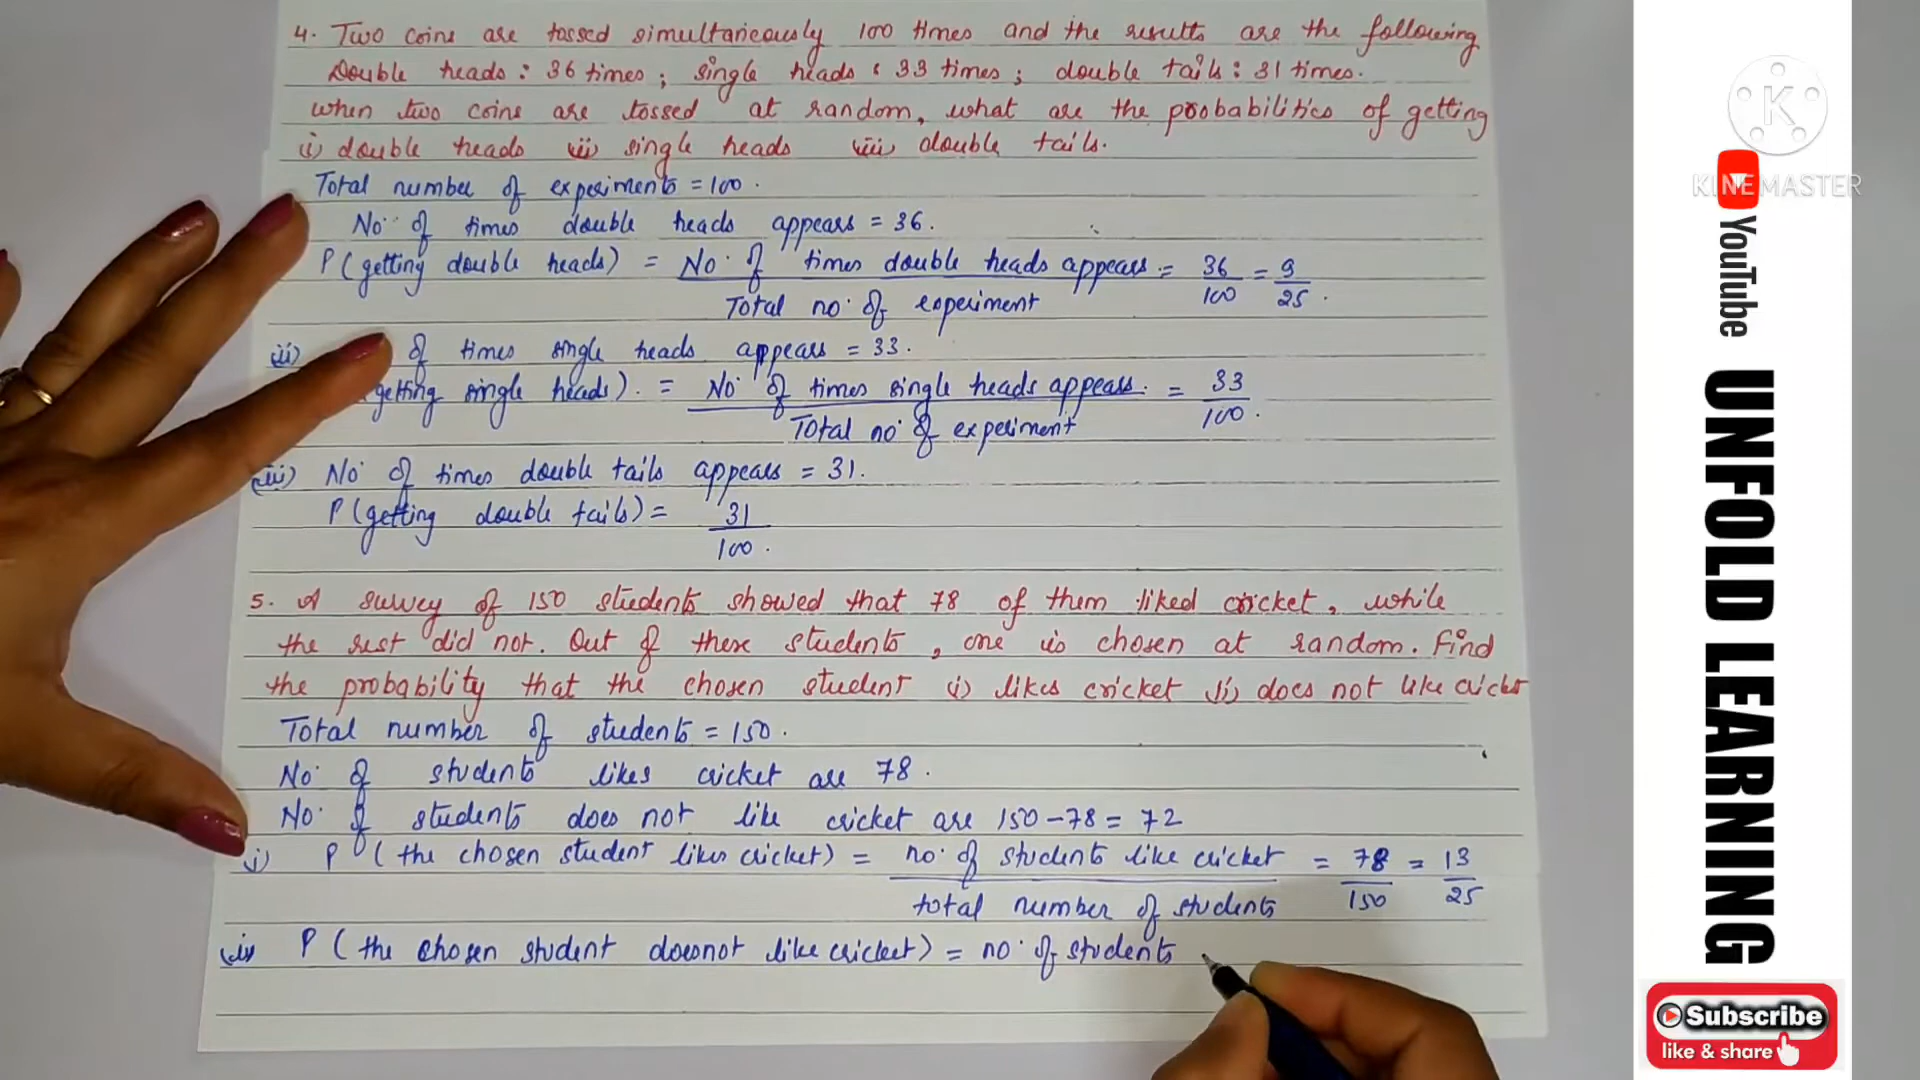 4. Two coins are tossed simultaneously 100 times and the results are the following
Double heads : 36 times ; single heads : 33 times ; double tails : 31 times.
when two coins are tossed at random, what are the probabilities of getting
i) double heads ii) single heads iii) double tails.
Total number of experiments = 100.
No. of times double heads appears = 36.
P (getting double heads) = No. of times double heads appears = 36 = 9
Total no. of experiment 100 25.
ii) of times single heads appears = 33.
(getting single heads). = No. of times single heads appears. = 33
Total no. of experiment 100.
iii) No. of times double tails appears = 31.
P (getting double tails) = 31
100.
5. A survey of 150 students showed that 78 of them liked cricket, while
the rest did not. Out of these students, one is chosen at random. Find
the probability that the chosen student i) likes cricket ii) does not like cricket
Total number of students = 150.
No. of students likes cricket are 78.
No. of students does not like cricket are 150-78 = 72
i) P (the chosen student likes cricket) = no. of students like cricket = 78 = 13
total number of students 150 25
ii) P (the chosen student doesnot like cricket) = no. of students
K
KINEMASTER
YouTube
UNFOLD LEARNING
Subscribe
like & share